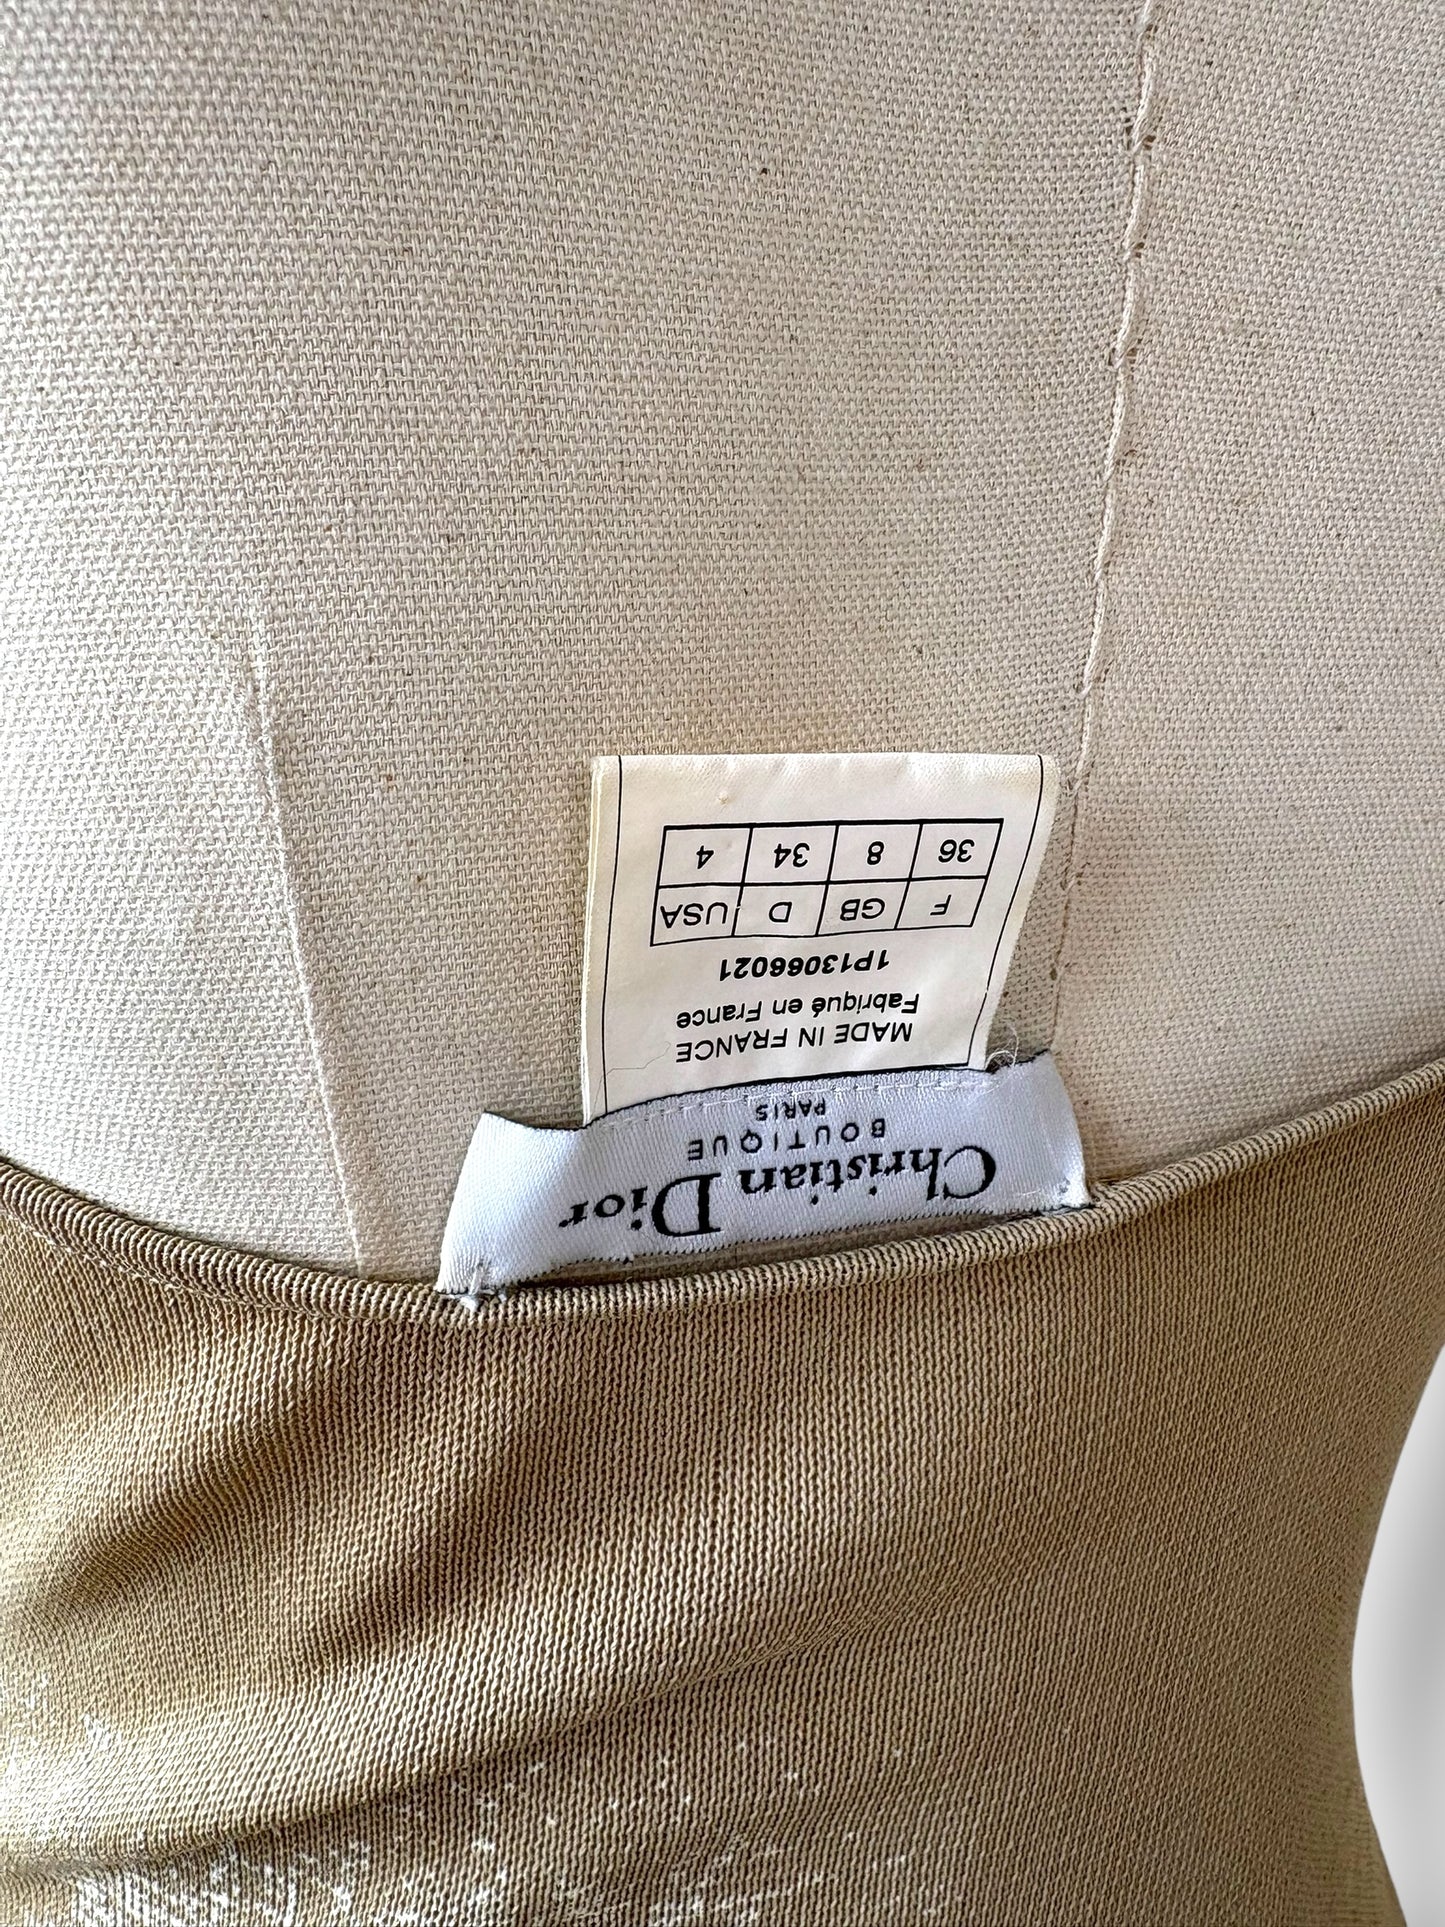 Christian Dior
BOUTIQUE
PARIS
MADE IN FRANCE
Fabriqué en France
1P13066021
F GB D USA
36 8 34 4